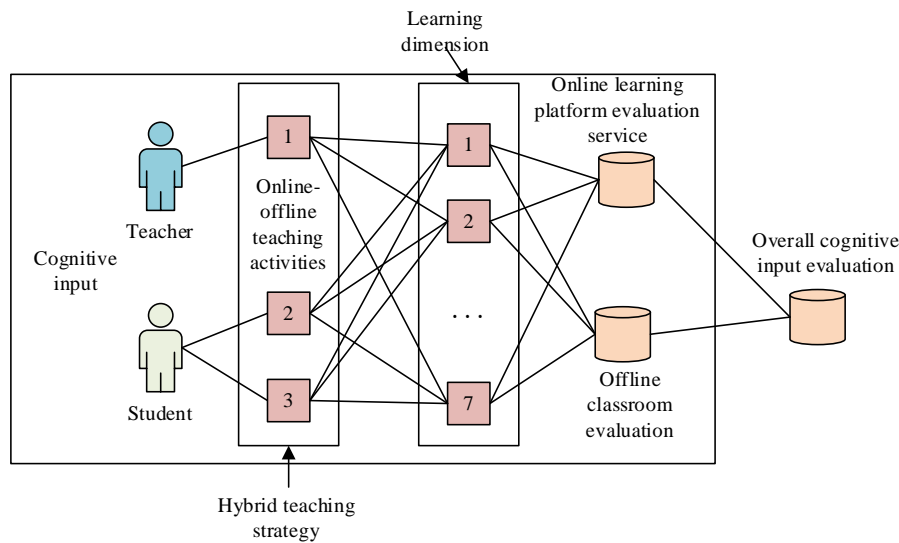 Learning
dimension
Online learning
platform evaluation
service
1
1
Online-
offline
teaching
activities
Teacher
2
Cognitive
input
Overall cognitive
input evaluation
2
. . .
Student
3
7
Offline
classroom
evaluation
Hybrid teaching
strategy